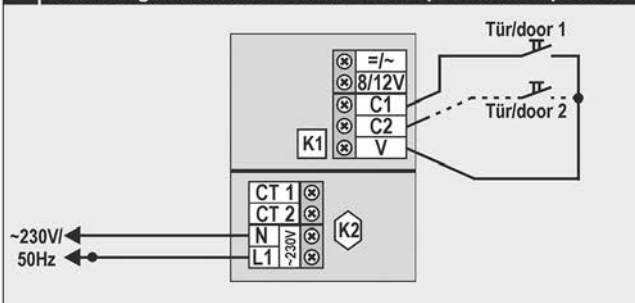 Tür/door 1
=/~
8/12V
C1
Tür/door 2
C2
K1
V
CT 1
CT 2
K2
~230V/
N
~230V
50Hz
L1